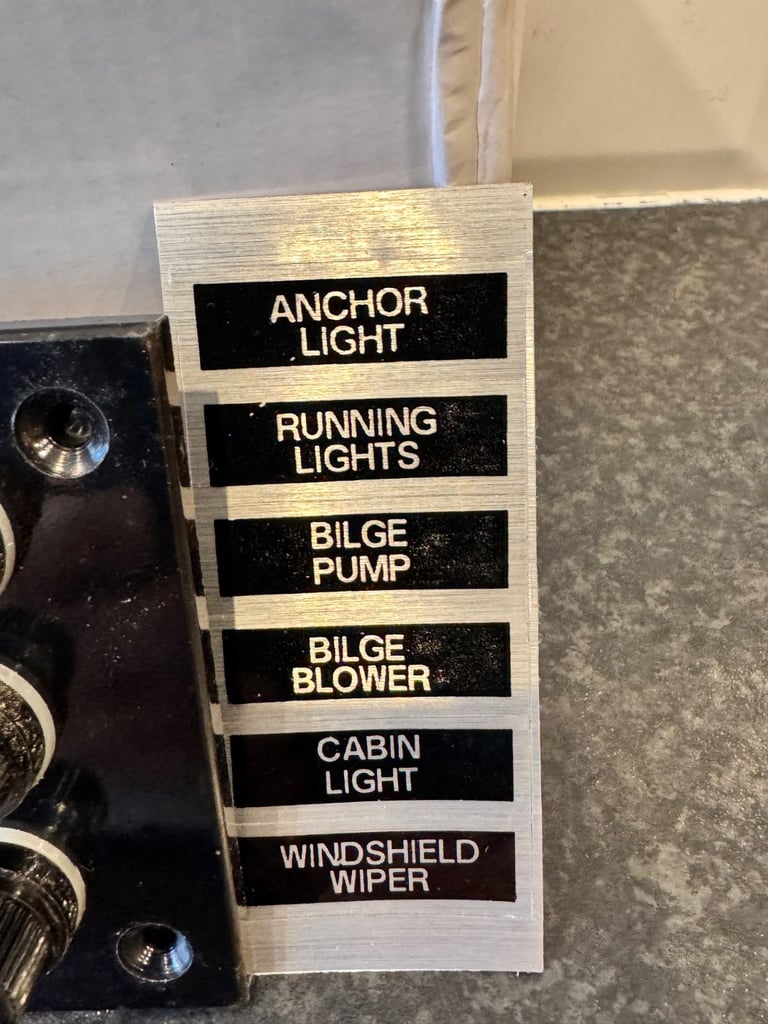 ANCHOR
LIGHT
RUNNING
LIGHTS
BILGE
PUMP
BILGE
BLOWER
CABIN
LIGHT
WINDSHIELD
WIPER